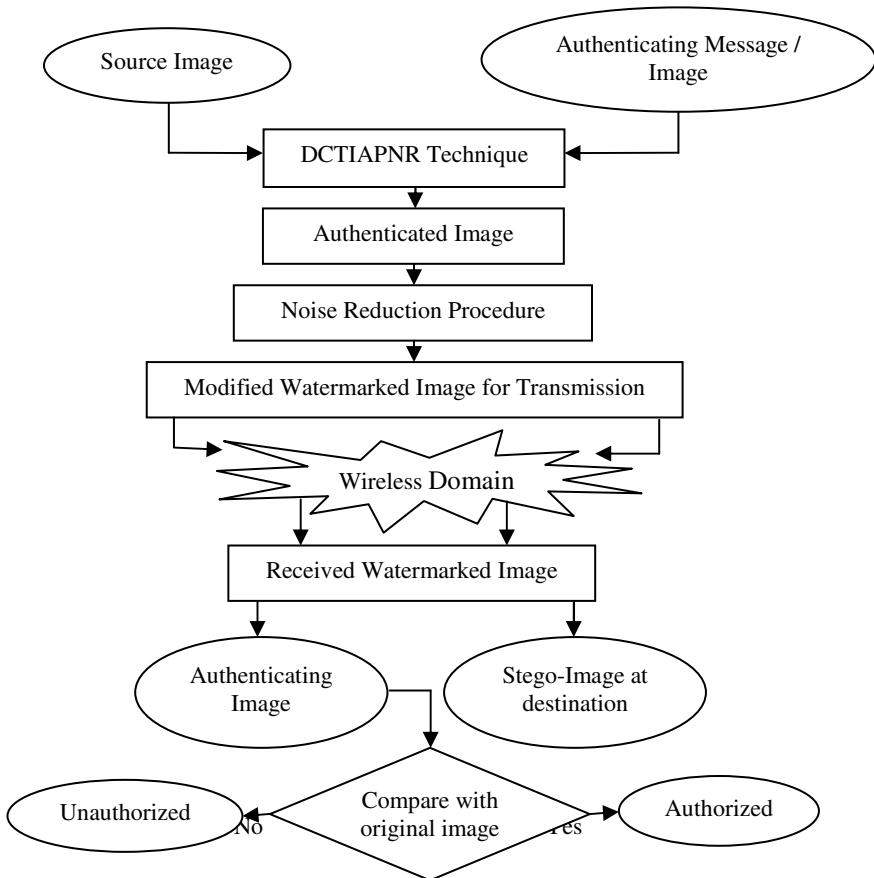 Source Image
Authenticating Message /
Image
DCTIAPNR Technique
Authenticated Image
Noise Reduction Procedure
Modified Watermarked Image for Transmission
Wireless Domain
Received Watermarked Image
Authenticating
Image
Stego-Image at
destination
Unauthorized
No
Compare with
original image
Yes
Authorized